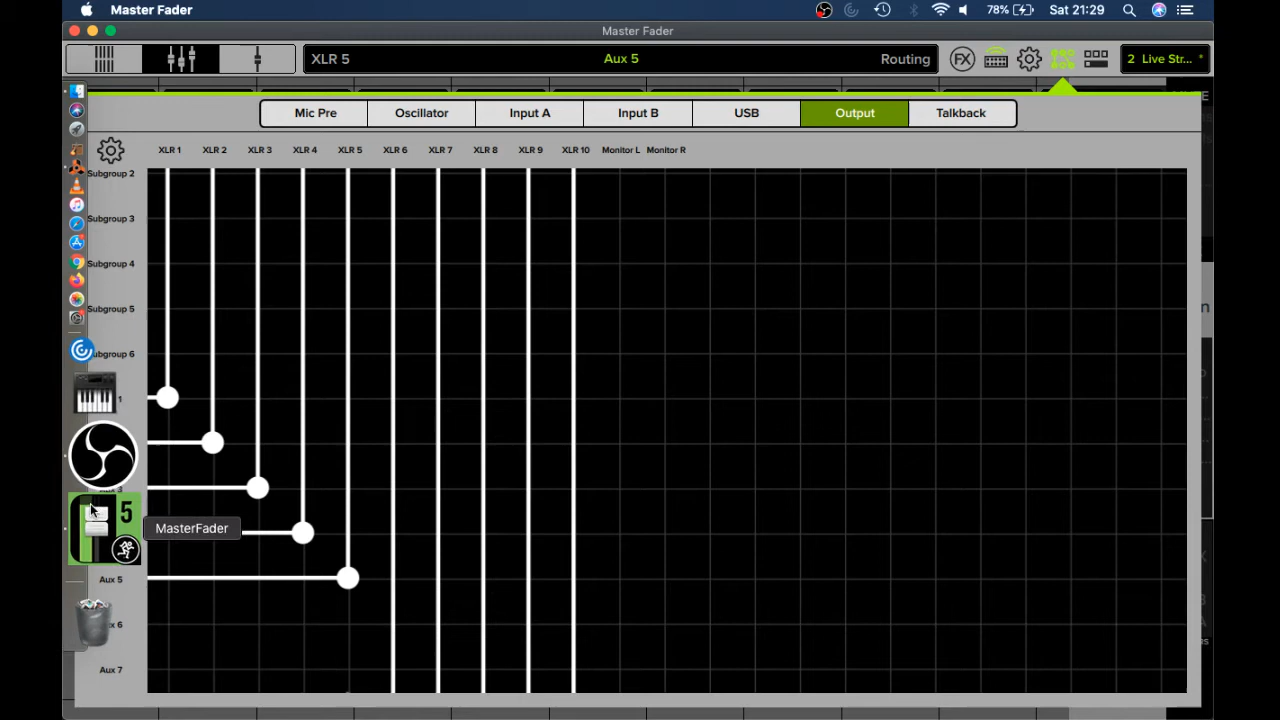 Master Fader
78%
Sat 21:29
Master Fader
XLR 5
Aux 5
Routing
FX
2 Live Str... *
Mic Pre
Oscillator
Input A
Input B
USB
Output
Talkback
XLR 1
XLR 2
XLR 3
XLR 4
XLR 5
XLR 6
XLR 7
XLR 8
XLR 9
XLR 10
Monitor L
Monitor R
Subgroup 2
Subgroup 3
Subgroup 4
Subgroup 5
ubgroup 6
1
5
MasterFader
Aux 5
x 6
Aux 7